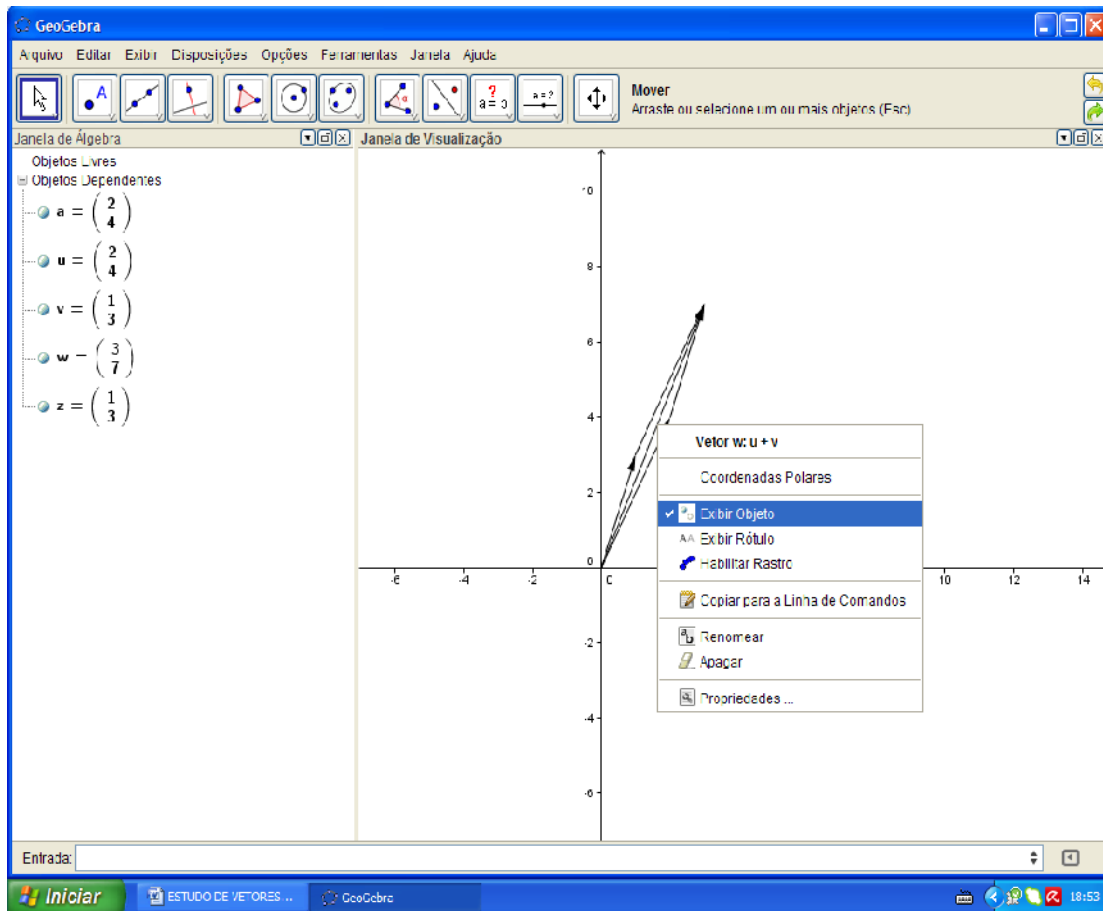 GeoGebra
Arquivo Editar Exibir Disposições Opções Ferramentas Janela Ajuda
A
a = 2
Mover
Arraste ou selecione um ou mais objetos (Esc)
Janela de Álgebra
Janela de Visualização
Objetos Livres
Objetos Dependentes
a = ( 2 4 )
u = ( 2 4 )
v = ( 1 3 )
w = ( 3 7 )
z = ( 1 3 )
10
8
6
4
2
0
-2
-4
-6
-6 -4 -2 0 10 12 14
Vetor w: u + v
Coordenadas Polares
Exibir Objeto
AA Exibir Rótulo
Habilitar Rastro
Copiar para a Linha de Comandos
Renomear
Apagar
Propriedades ...
Entrada:
Iniciar
ESTUDO DE VETORES ...
GeoGebra
18:53